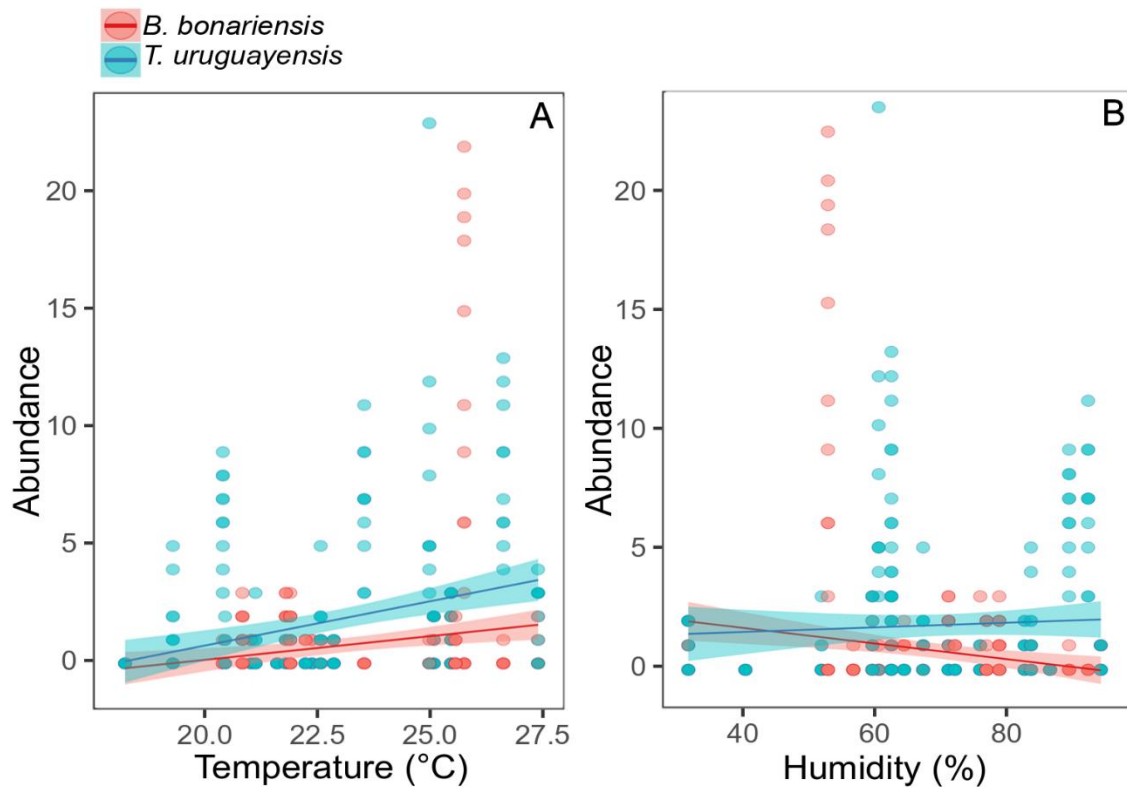 B. bonariensis
T. uruguayensis
A
B
Abundance
20
15
10
5
0
20.0 22.5 25.0 27.5
Temperature (°C)
Abundance
20
15
10
5
0
40 60 80
Humidity (%)